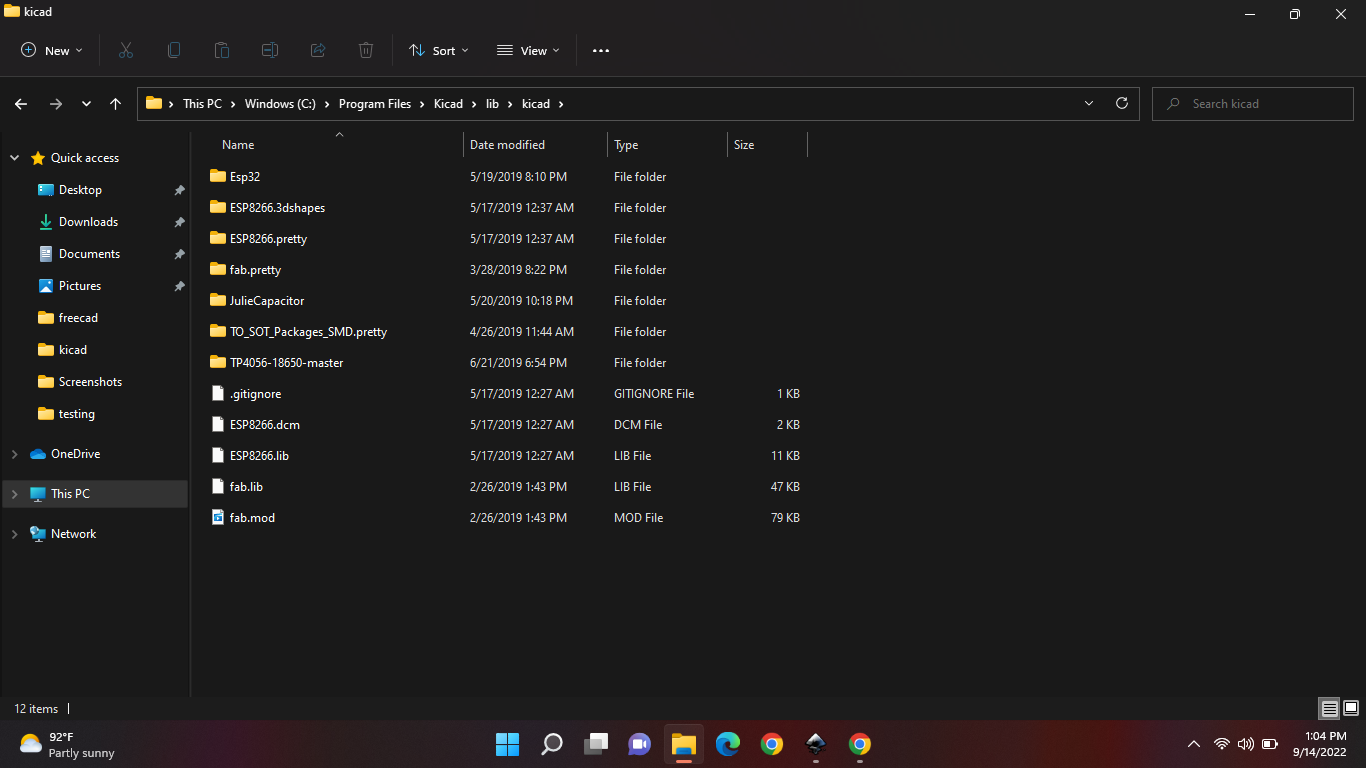 kicad
New
Sort
View
This PC
Windows (C:)
Program Files
Kicad
lib
kicad
Search kicad
Quick access
Desktop
Downloads
Documents
Pictures
freecad
kicad
Screenshots
testing
OneDrive
This PC
Network
Name Date modified Type Size
Esp32 5/19/2019 8:10 PM File folder
ESP8266.3dshapes 5/17/2019 12:37 AM File folder
ESP8266.pretty 5/17/2019 12:37 AM File folder
fab.pretty 3/28/2019 8:22 PM File folder
JulieCapacitor 5/20/2019 10:18 PM File folder
TO_SOT_Packages_SMD.pretty 4/26/2019 11:44 AM File folder
TP4056-18650-master 6/21/2019 6:54 PM File folder
.gitignore 5/17/2019 12:27 AM GITIGNORE File 1 KB
ESP8266.dcm 5/17/2019 12:27 AM DCM File 2 KB
ESP8266.lib 5/17/2019 12:27 AM LIB File 11 KB
fab.lib 2/26/2019 1:43 PM LIB File 47 KB
fab.mod 2/26/2019 1:43 PM MOD File 79 KB
12 items
92°F
Partly sunny
1:04 PM
9/14/2022